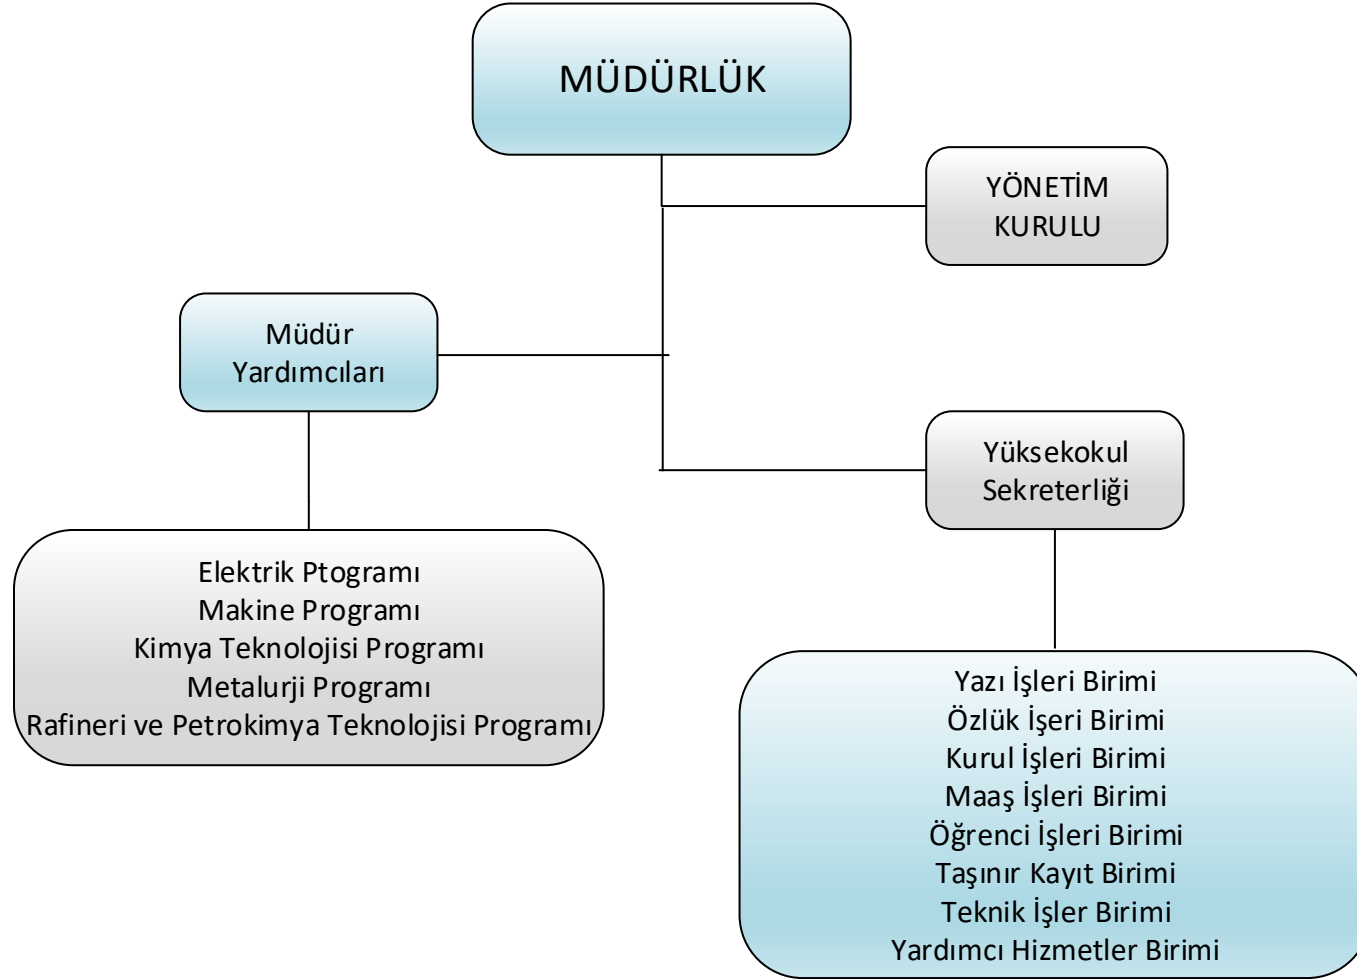 MÜDÜRLÜK
YÖNETİM
KURULU
Müdür
Yardımcıları
Yüksekokul
Sekreterliği
Elektrik Ptogramı
Makine Programı
Kimya Teknolojisi Programı
Metalurji Programı
Rafineri ve Petrokimya Teknolojisi Programı
Yazı İşleri Birimi
Özlük İşeri Birimi
Kurul İşleri Birimi
Maaş İşleri Birimi
Öğrenci İşleri Birimi
Taşınır Kayıt Birimi
Teknik İşler Birimi
Yardımcı Hizmetler Birimi